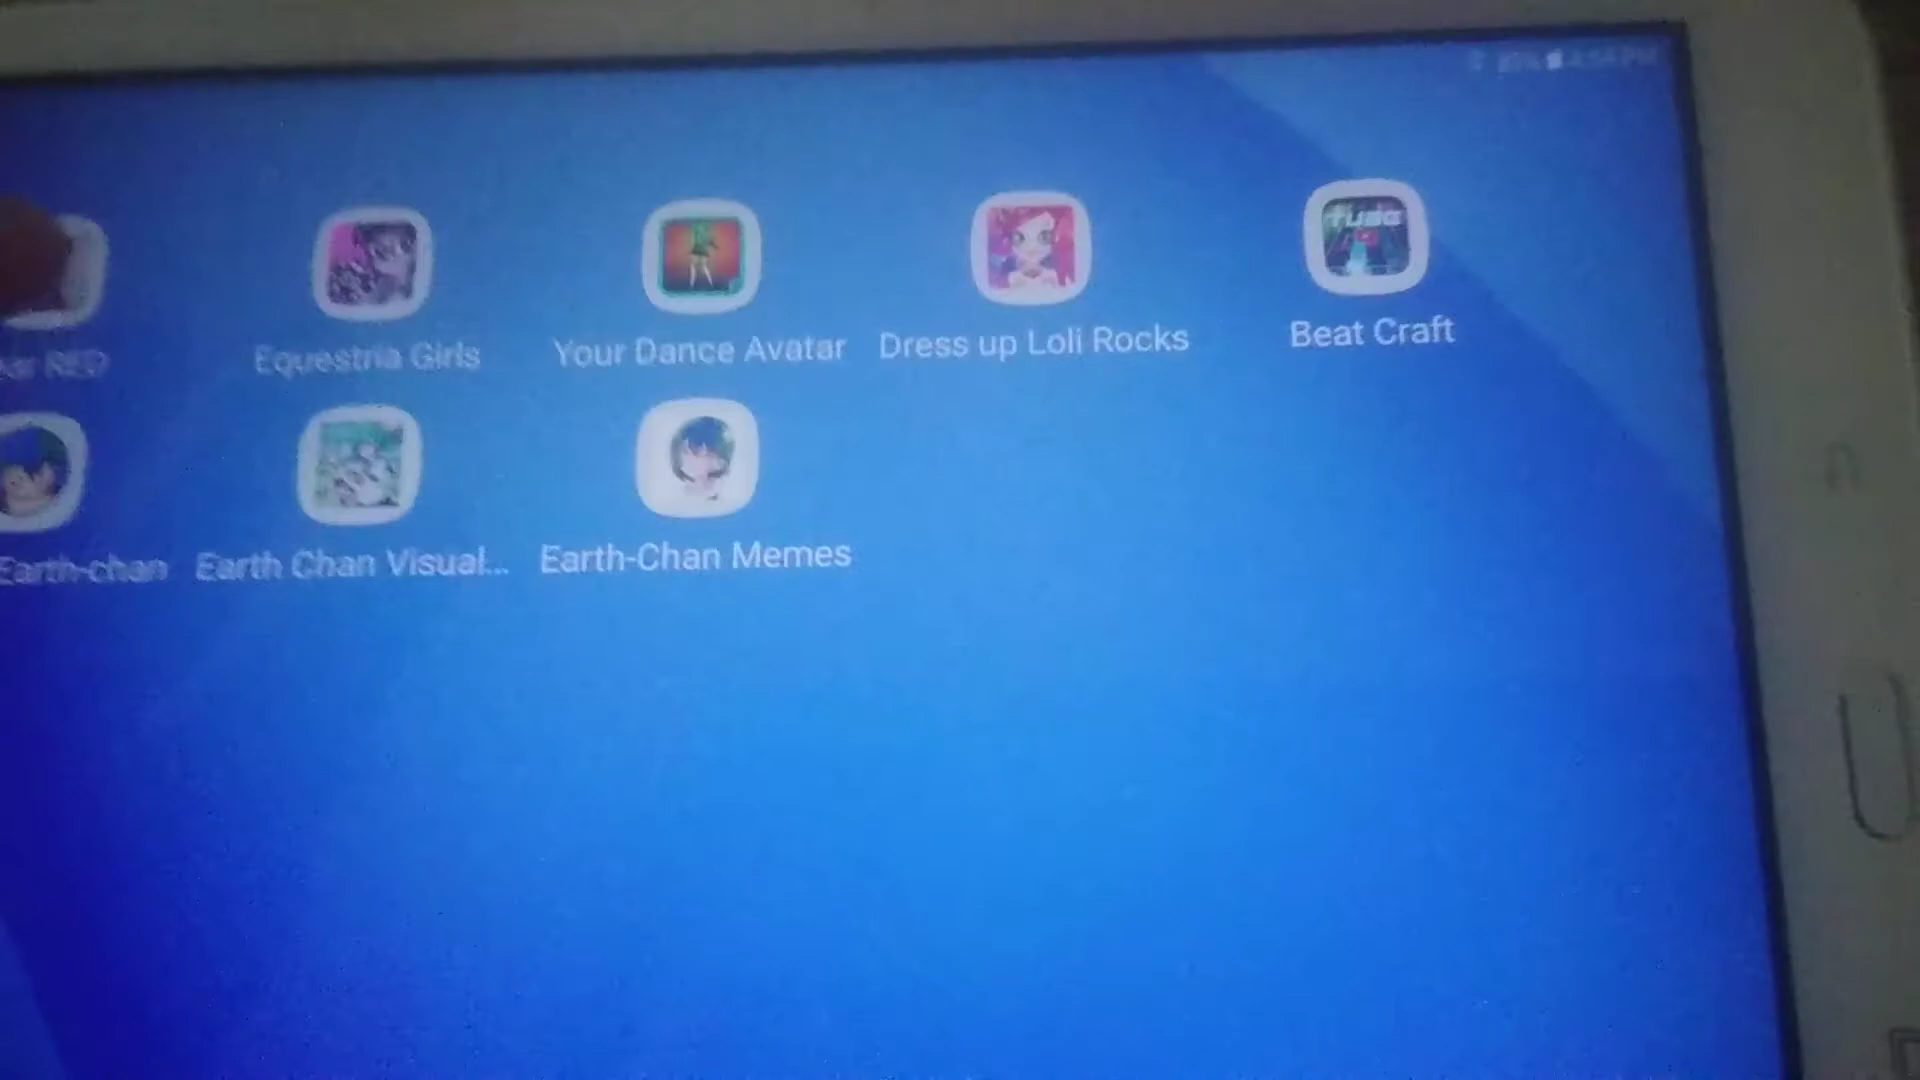 RED
Equestria Girls
Your Dance Avatar
Dress up Loli Rocks
Beat Craft
Earth-chan
Earth Chan Visual...
Earth-Chan Memes